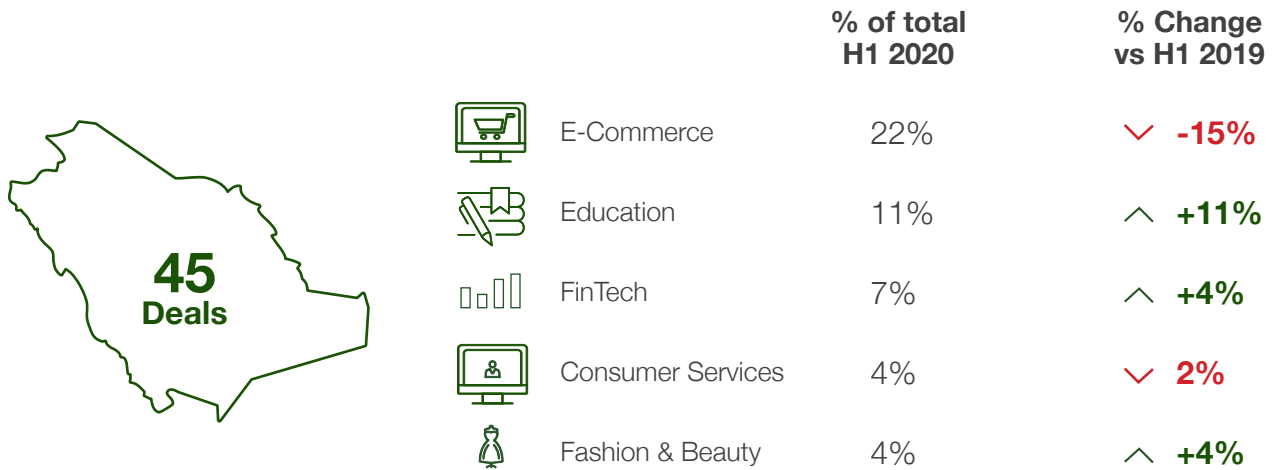 % of total
H1 2020
% Change
vs H1 2019
E-Commerce 22% -15%
Education 11% +11%
45
Deals
FinTech 7% +4%
Consumer Services 4% 2%
Fashion & Beauty 4% +4%